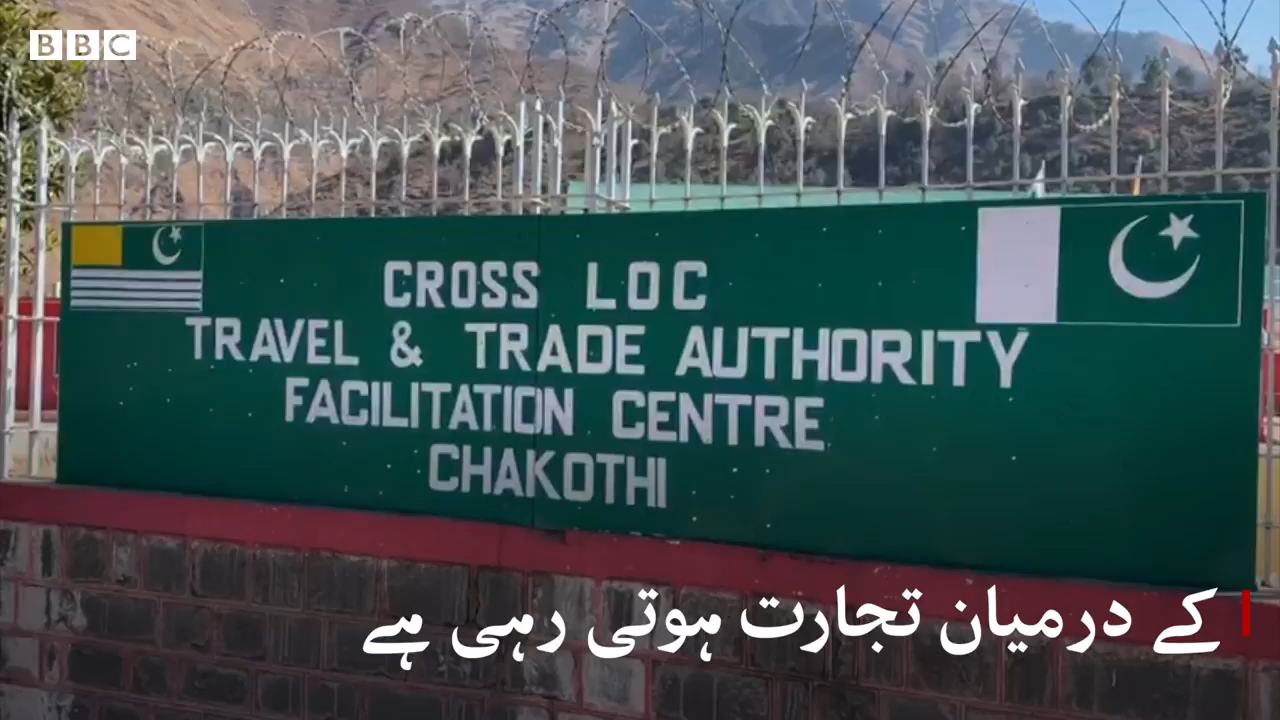 BBC
CROSS LOC
TRAVEL & TRADE AUTHORITY
FACILITATION CENTRE
CHAKOTHI
کے درمیان تجارت ہوتی رہی ہے